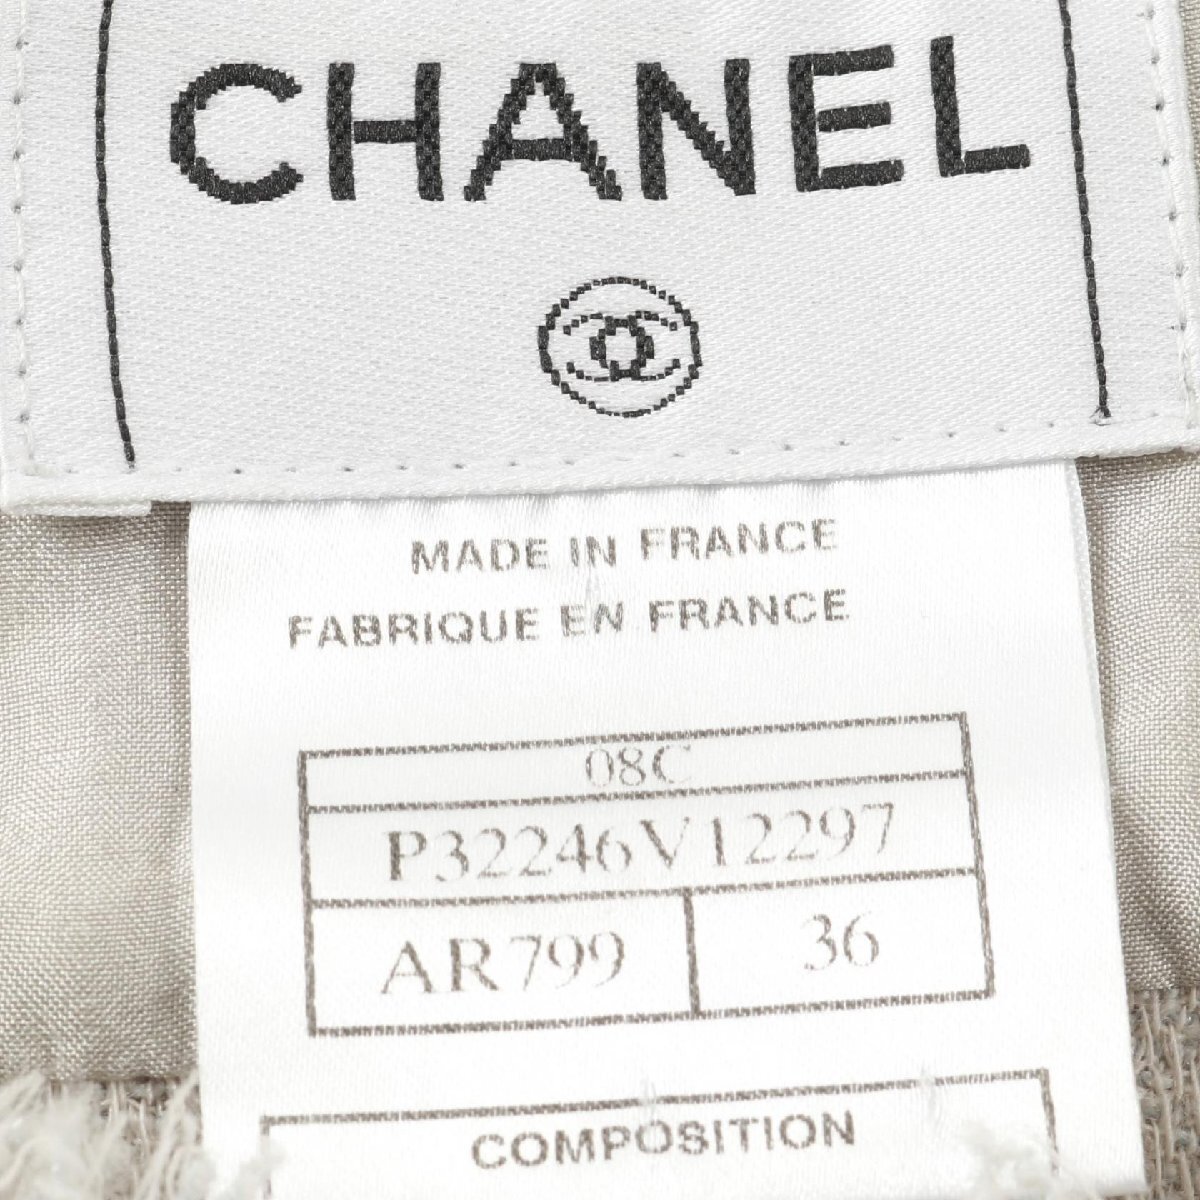 CHANEL
MADE IN FRANCE
FABRIQUE EN FRANCE
08C
P32246V12297
AR799 36
COMPOSITION